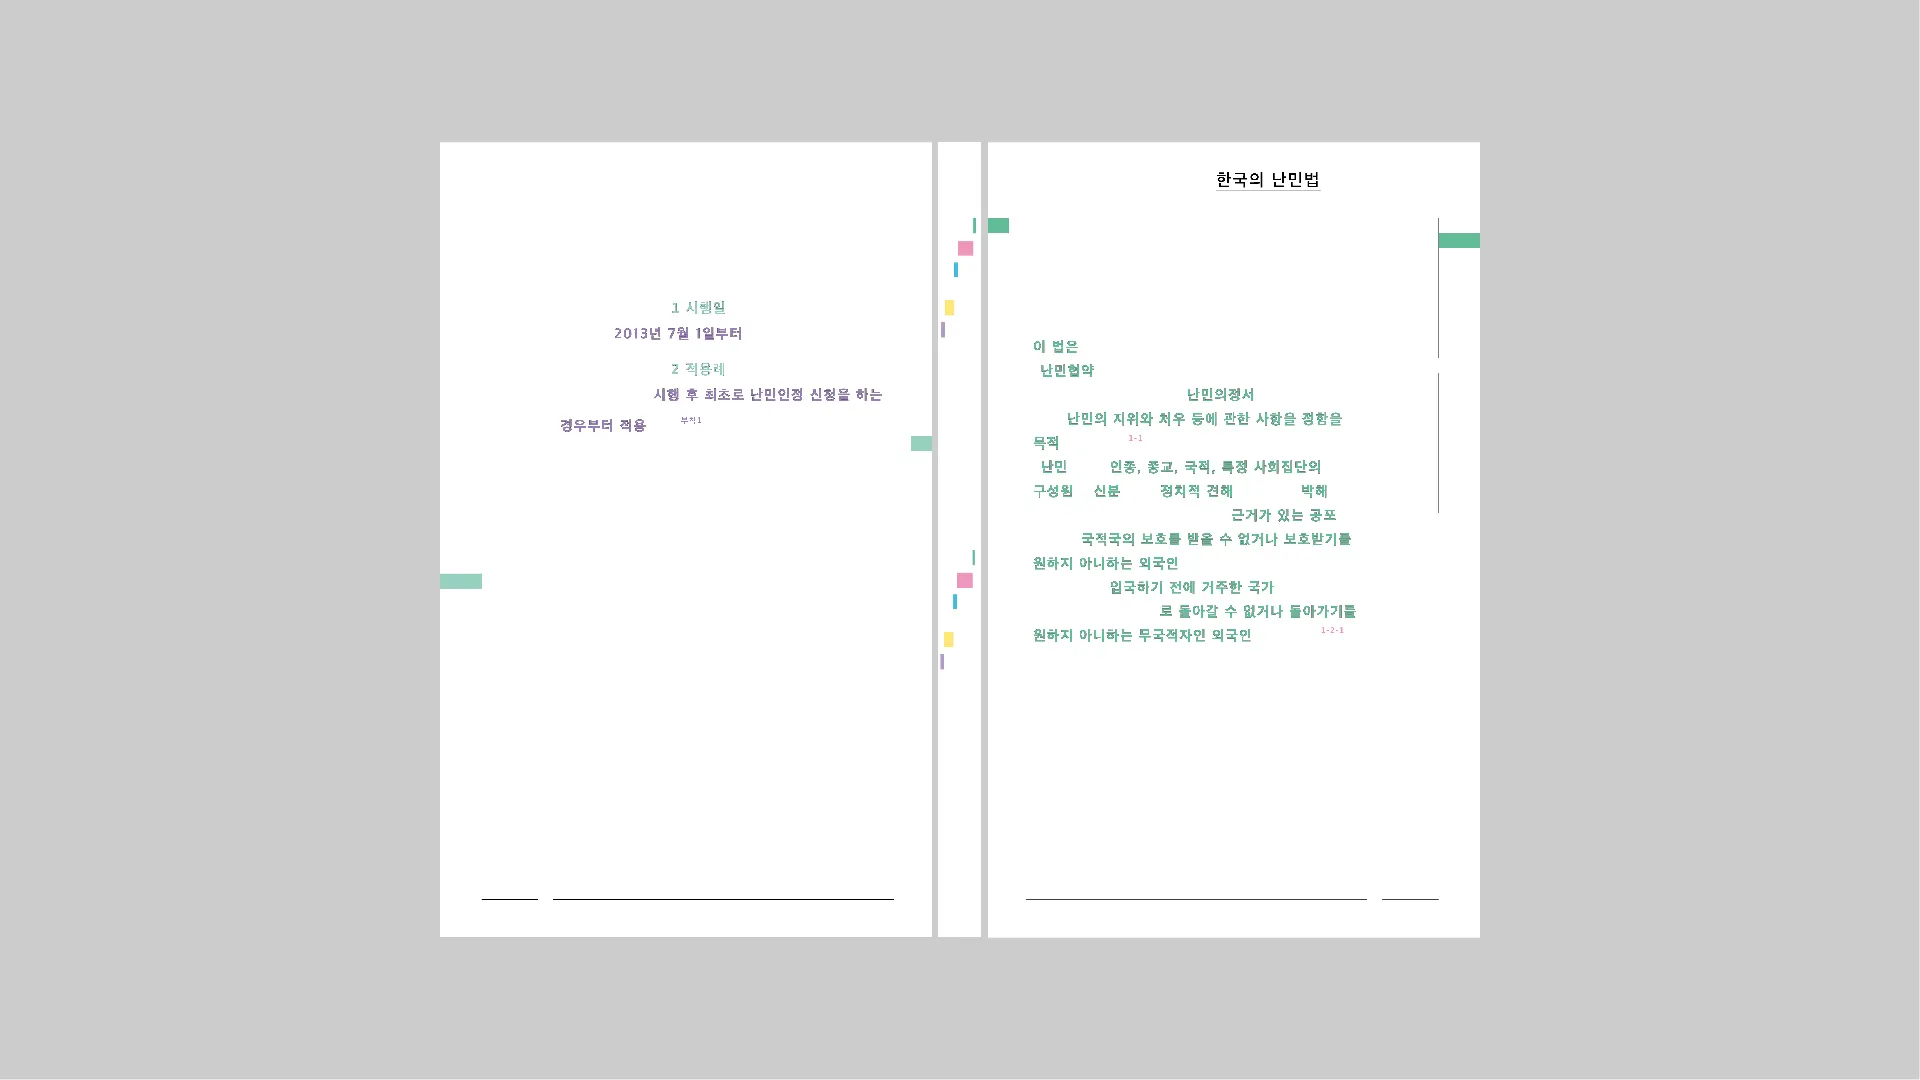 1 시행일
2013년 7월 1일부터
2 적용례
시행 후 최초로 난민인정 신청을 하는
경우부터 적용 부칙1
한국의 난민법
이 법은
난민협약
난민의정서
난민의 지위와 처우 등에 관한 사항을 정함을
목적 1-1
난민 인종, 종교, 국적, 특정 사회집단의
구성원 신분 정치적 견해 박해
근거가 있는 공포
국적국의 보호를 받을 수 없거나 보호받기를
원하지 아니하는 외국인
입국하기 전에 거주한 국가
로 돌아갈 수 없거나 돌아가기를
원하지 아니하는 무국적자인 외국인 1-2-1